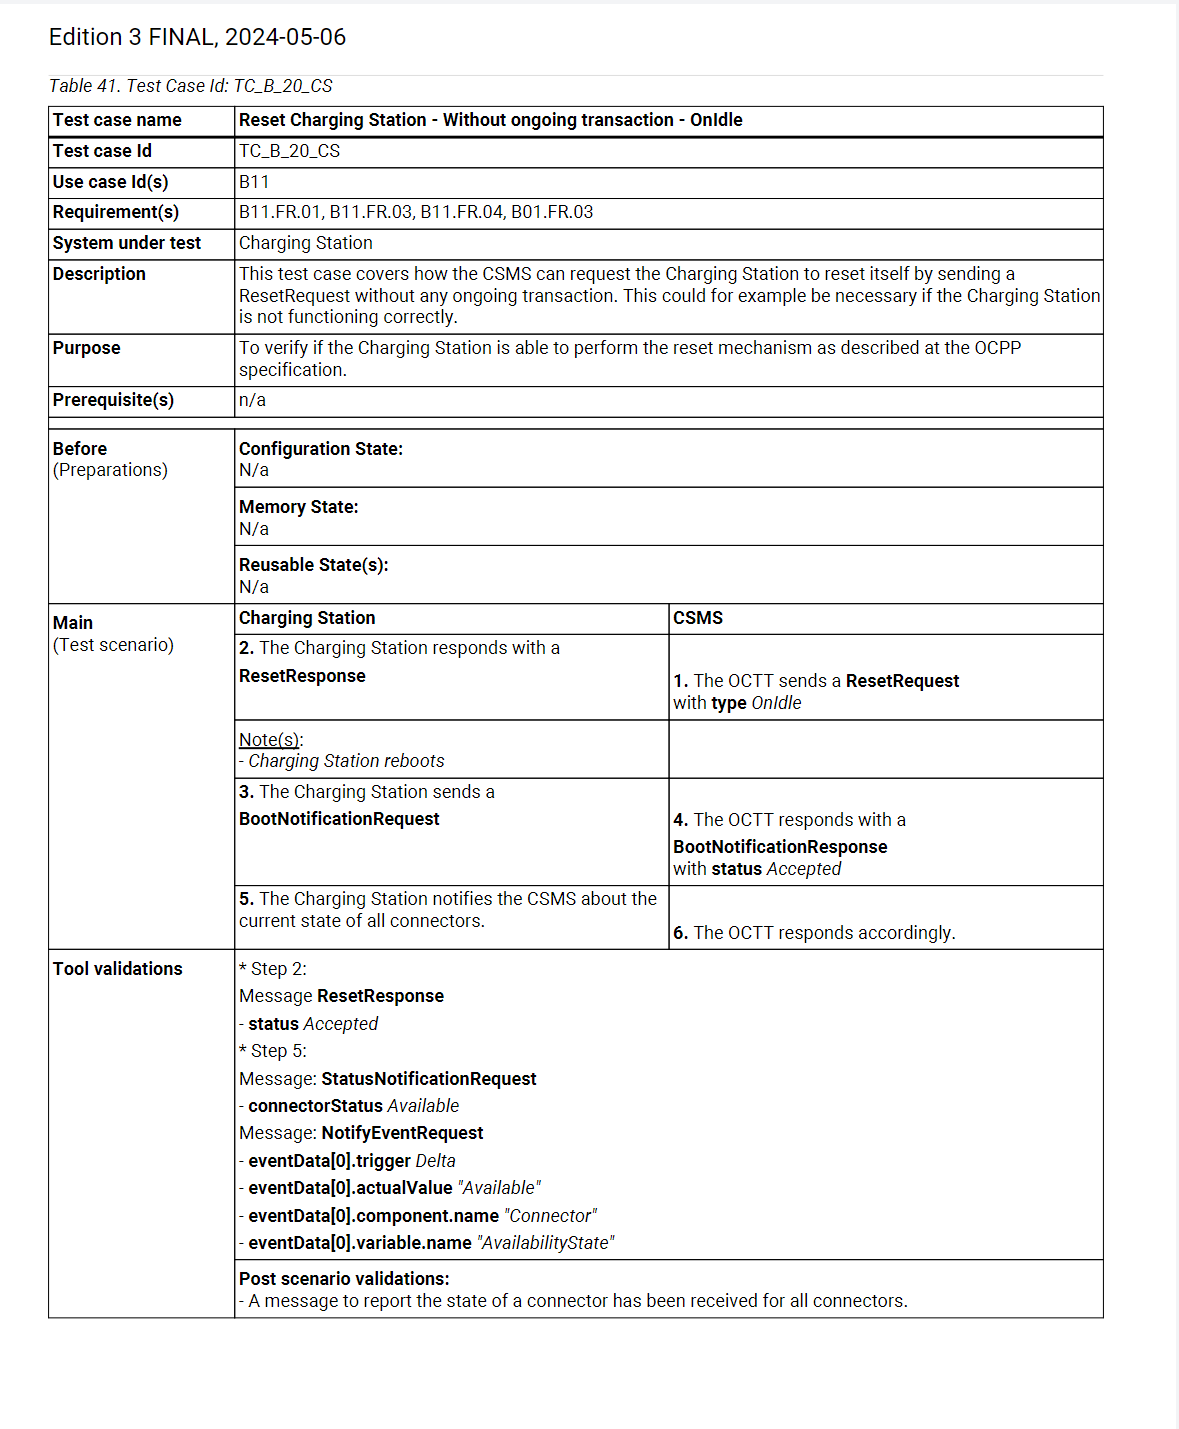 Edition 3 FINAL, 2024-05-06
Table 41. Test Case Id: TC_B_20_CS
Test case name
Reset Charging Station - Without ongoing transaction - OnIdle
Test case Id
TC_B_20_CS
Use case Id(s)
B11
Requirement(s)
B11.FR.01, B11.FR.03, B11.FR.04, B01.FR.03
System under test
Charging Station
Description
This test case covers how the CSMS can request the Charging Station to reset itself by sending a
ResetRequest without any ongoing transaction. This could for example be necessary if the Charging Station
is not functioning correctly.
Purpose
To verify if the Charging Station is able to perform the reset mechanism as described at the OCPP
specification.
Prerequisite(s)
n/a
Before
(Preparations)
Configuration State:
N/a
Memory State:
N/a
Reusable State(s):
N/a
Main
(Test scenario)
Charging Station
CSMS
2. The Charging Station responds with a
ResetResponse
1. The OCTT sends a ResetRequest
with type OnIdle
Note(s):
- Charging Station reboots
3. The Charging Station sends a
BootNotificationRequest
4. The OCTT responds with a
BootNotificationResponse
with status Accepted
5. The Charging Station notifies the CSMS about the
current state of all connectors.
6. The OCTT responds accordingly.
Tool validations
* Step 2:
Message ResetResponse
- status Accepted
* Step 5:
Message: StatusNotificationRequest
- connectorStatus Available
Message: NotifyEventRequest
- eventData[0].trigger Delta
- eventData[0].actualValue "Available"
- eventData[0].component.name "Connector"
- eventData[0].variable.name "AvailabilityState"
Post scenario validations:
- A message to report the state of a connector has been received for all connectors.